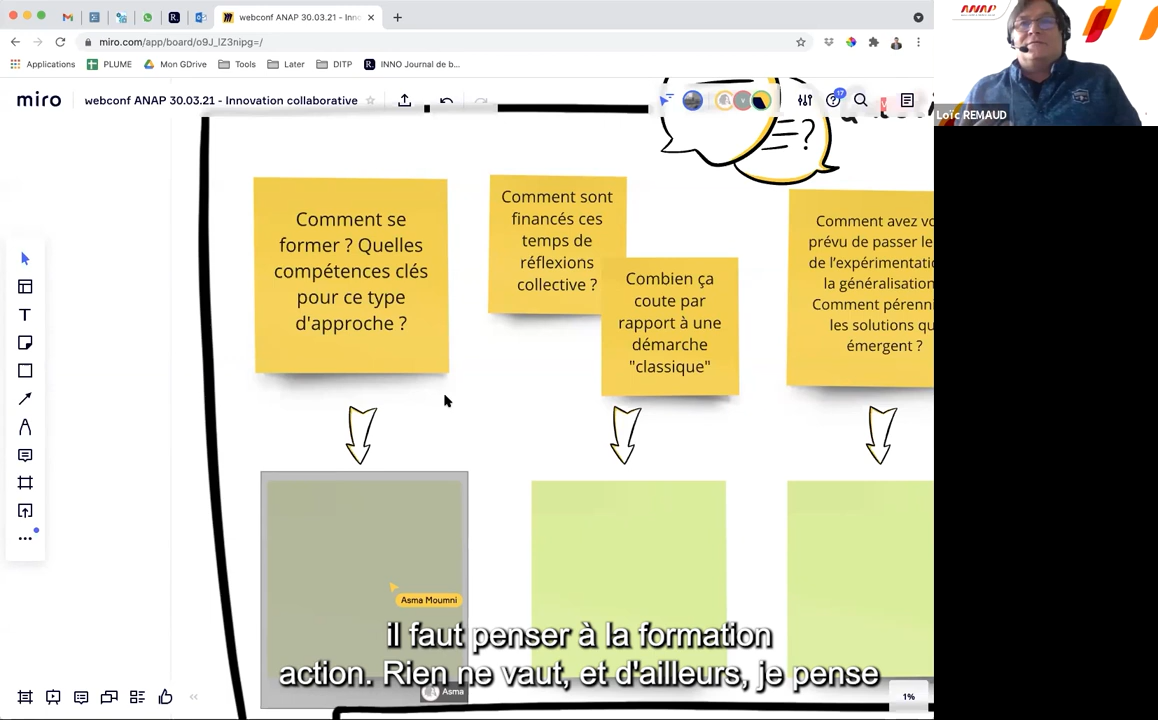 webconf ANAP 30.03.21 - Inno
miro.com/app/board/o9J_lZ3nipg=/
Applications
PLUME
Mon GDrive
Tools
Later
DITP
INNO Journal de b...
ANAP
Loïc REMAUD
miro
webconf ANAP 30.03.21 - Innovation collaborative
17
= ?
Comment se
former ? Quelles
compétences clés
pour ce type
d'approche ?
Comment sont
financés ces
temps de
réflexions
collective ?
Combien ça
coute par
rapport à une
démarche
"classique"
Comment avez vo
prévu de passer le
de l'expérimentati
la généralisation
Comment pérenni
les solutions qu
émergent ?
Asma Moumni
il faut penser à la formation
action. Rien ne vaut, et d'ailleurs, je pense
Asma
1%